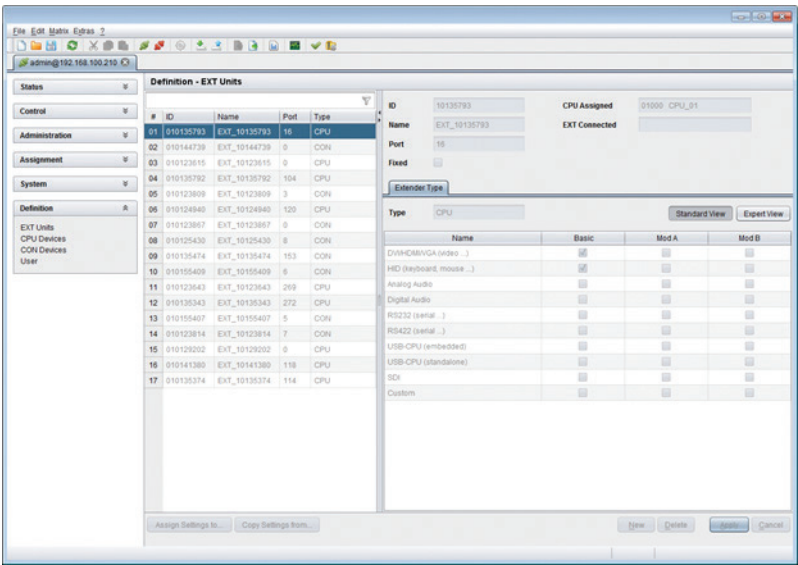 File Edit Matrix Extras ?
admin@192.168.100.210
Status
Control
Administration
Assignment
System
Definition
EXT Units
CPU Devices
CON Devices
User
Definition - EXT Units
# ID Name Port Type
01 010135793 EXT_10135793 16 CPU
02 010144739 EXT_10144739 0 CON
03 010123615 EXT_10123615 0 CPU
04 010135792 EXT_10135792 104 CPU
05 010123809 EXT_10123809 3 CON
06 010124940 EXT_10124940 120 CPU
07 010123867 EXT_10123867 0 CON
08 010125430 EXT_10125430 8 CON
09 010135474 EXT_10135474 153 CON
10 010155409 EXT_10155409 6 CON
11 010123643 EXT_10123643 269 CPU
12 010135343 EXT_10135343 272 CPU
13 010155407 EXT_10155407 5 CON
14 010123814 EXT_10123814 7 CON
15 010129202 EXT_10129202 0 CPU
16 010141380 EXT_10141380 118 CPU
17 010135374 EXT_10135374 114 CPU
Assign Settings to... Copy Settings from...
ID 10135793 CPU Assigned 01000 CPU_01
Name EXT_10135793 EXT Connected
Port 16
Fixed
Extender Type
Type CPU Standard View Expert View
Name Basic Mod A Mod B
DVI/HDMI/VGA (video ...)
HID (keyboard, mouse ...)
Analog Audio
Digital Audio
RS232 (serial ...)
RS422 (serial ...)
USB-CPU (embedded)
USB-CPU (standalone)
SDI
Custom
New Delete Apply Cancel